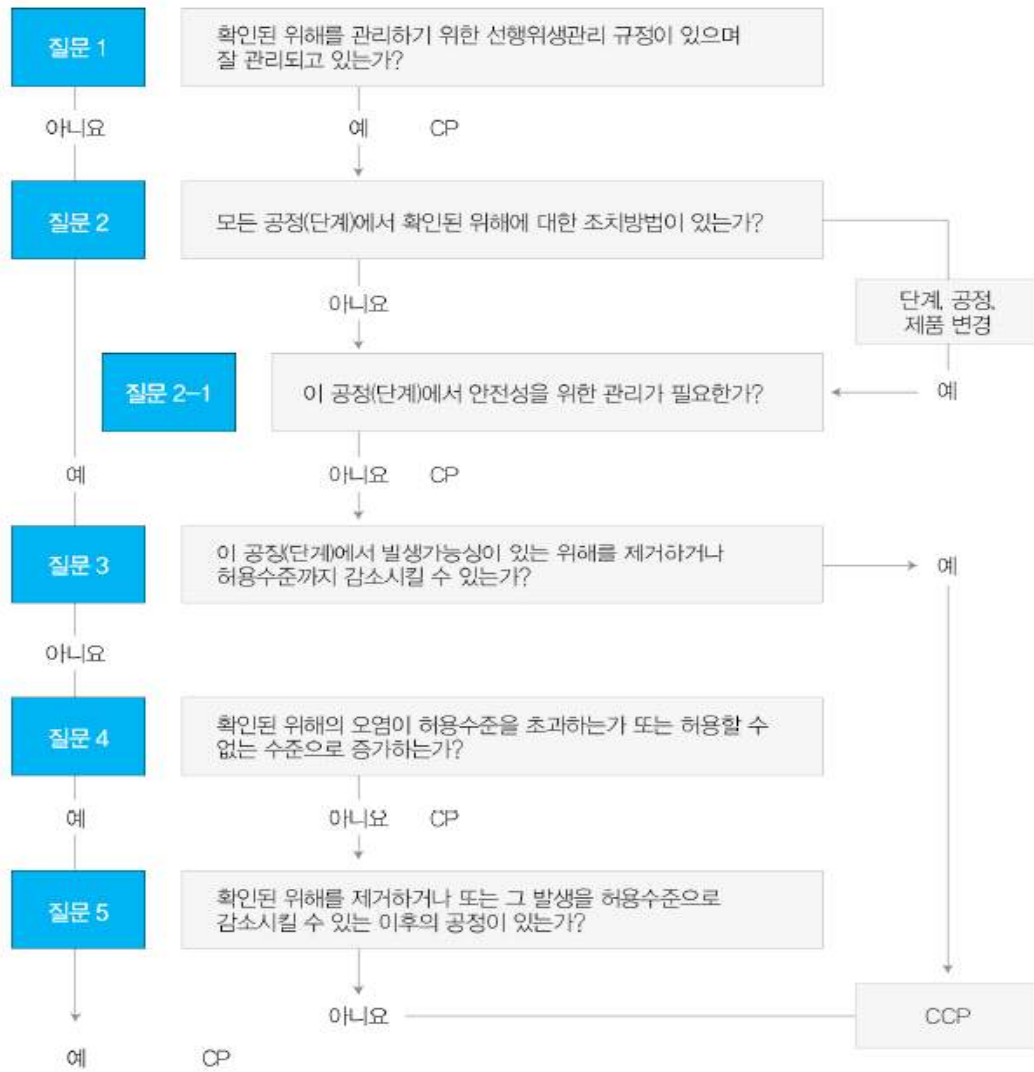 질문 1
확인된 위해를 관리하기 위한 선행위생관리 규정이 있으며
잘 관리되고 있는가?
아니요
예 CP
질문 2
모든 공정(단계)에서 확인된 위해에 대한 조치방법이 있는가?
아니요
단계, 공정,
제품 변경
질문 2-1
이 공정(단계)에서 안전성을 위한 관리가 필요한가?
예
예
아니요 CP
질문 3
이 공정(단계)에서 발생가능성이 있는 위해를 제거하거나
허용수준까지 감소시킬 수 있는가?
예
아니요
질문 4
확인된 위해의 오염이 허용수준을 초과하는가 또는 허용할 수
없는 수준으로 증가하는가?
예
아니요 CP
질문 5
확인된 위해를 제거하거나 또는 그 발생을 허용수준으로
감소시킬 수 있는 이후의 공정이 있는가?
아니요
CCP
예 CP